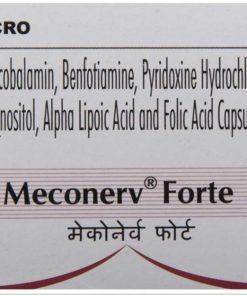 CRO
cobalamin, Benfotiamine, Pyridoxine Hydrochl
nositol, Alpha Lipoic Acid and Folic Acid Capsu
Meconerv® Forte
मेकोनेर्व फोर्ट